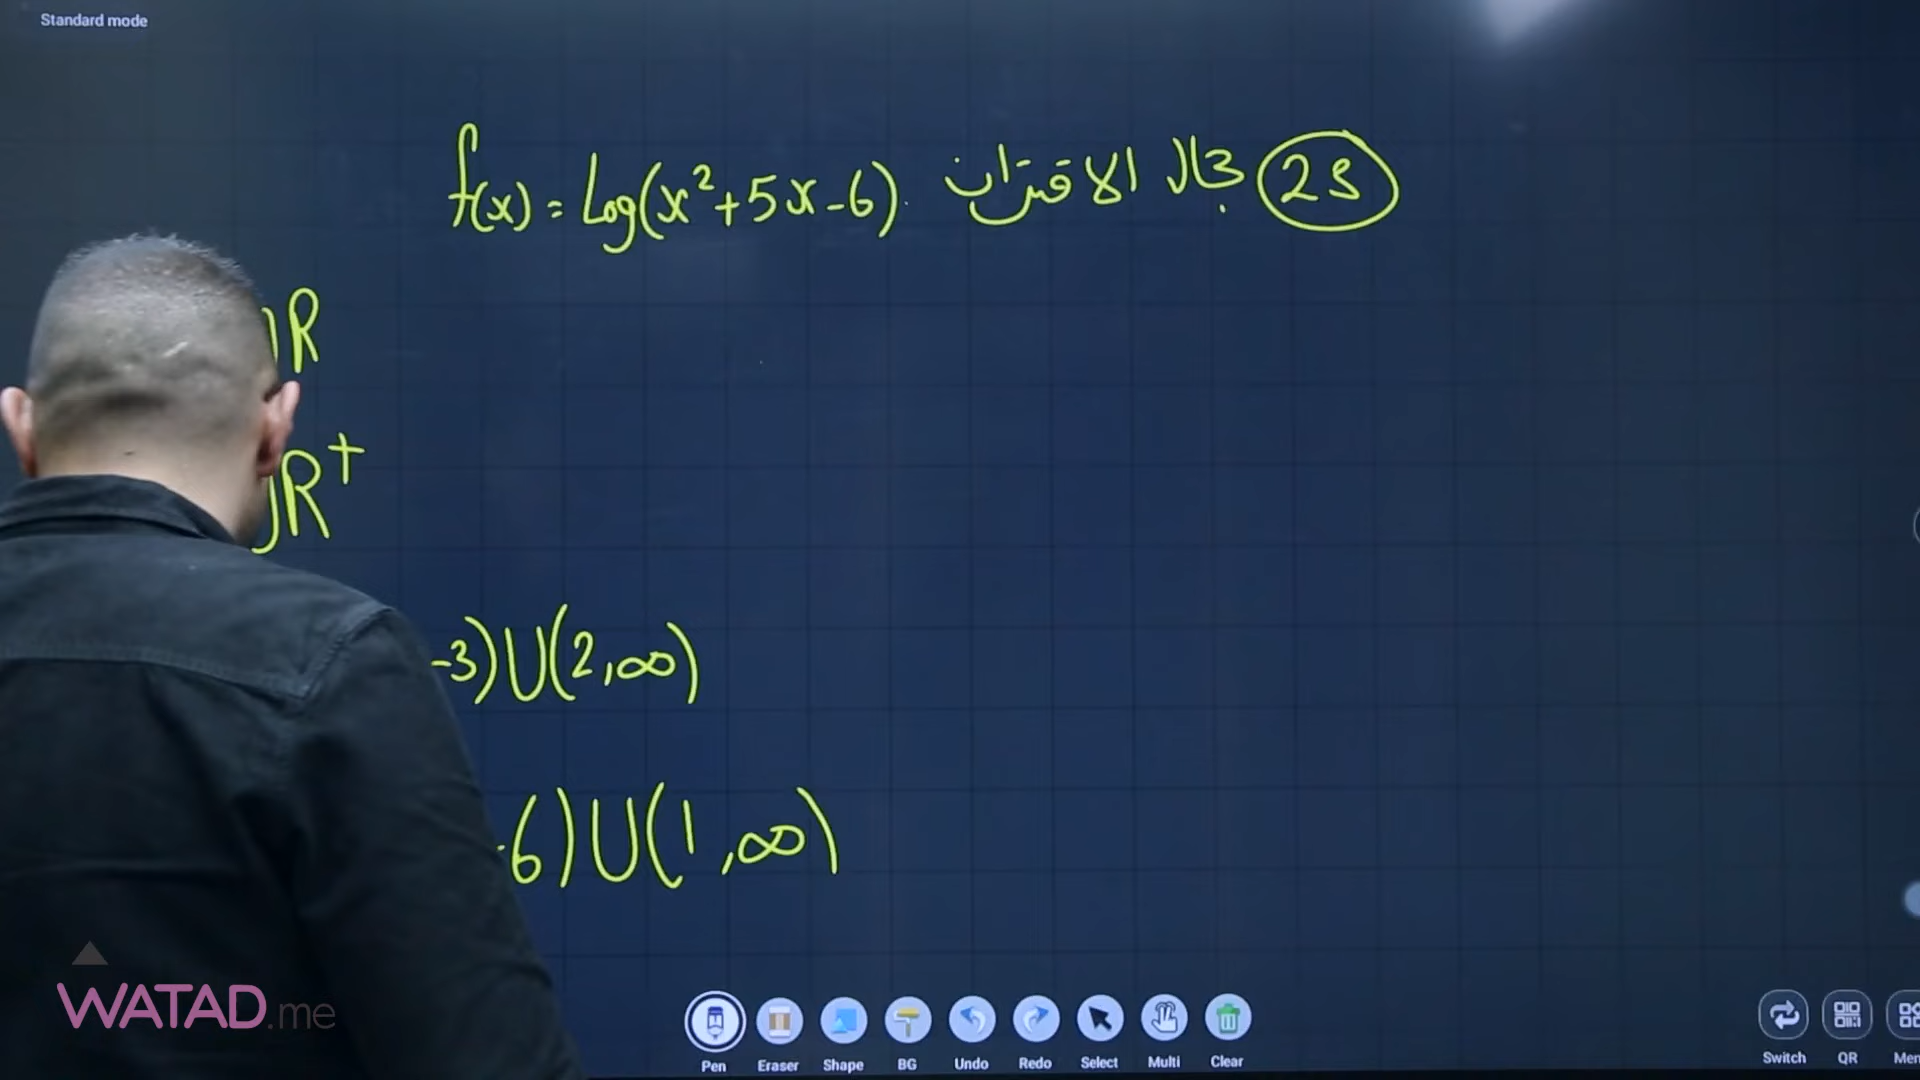 Standard mode
23 مجال الاقتران f(x) = Log(x²+5x-6)
R
R⁺
-3)U(2,∞)
-6)U(1,∞)
WATAD.me
Pen Eraser Shape BG Undo Redo Select Multi Clear
Switch QR